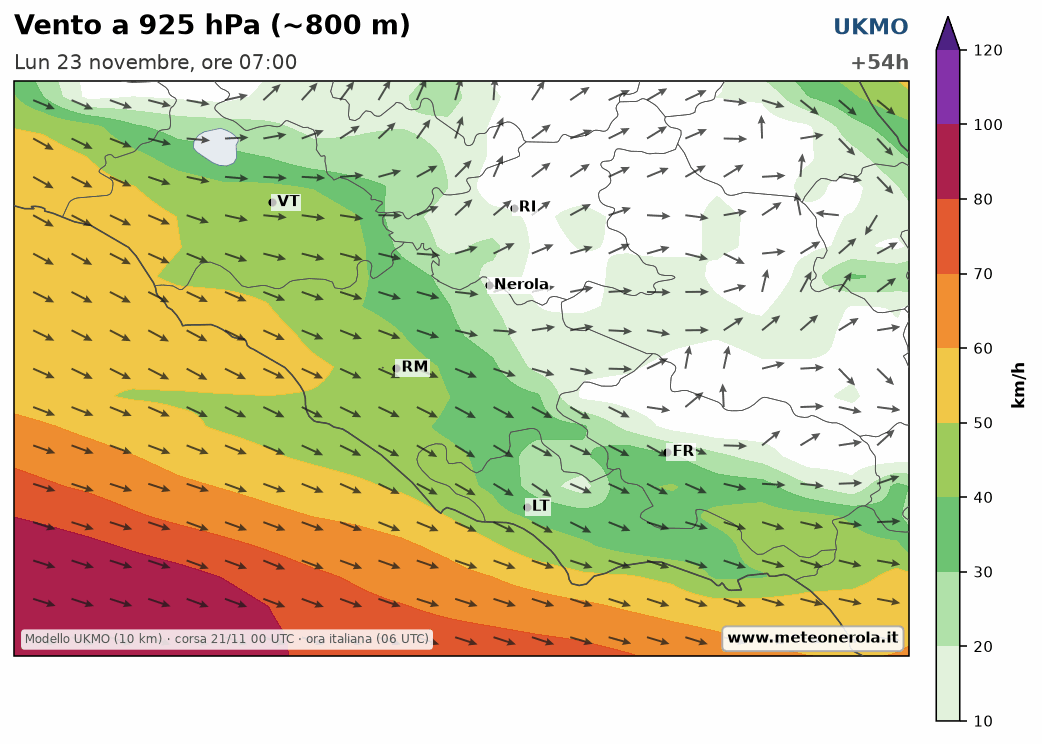 Vento a 925 hPa (~800 m)
UKMO
Lun 23 novembre, ore 07:00
+54h
VT
RI
Nerola
RM
FR
LT
120
100
80
70
60
50
40
30
20
10
km/h
Modello UKMO (10 km) · corsa 21/11 00 UTC · ora italiana (06 UTC)
www.meteonerola.it